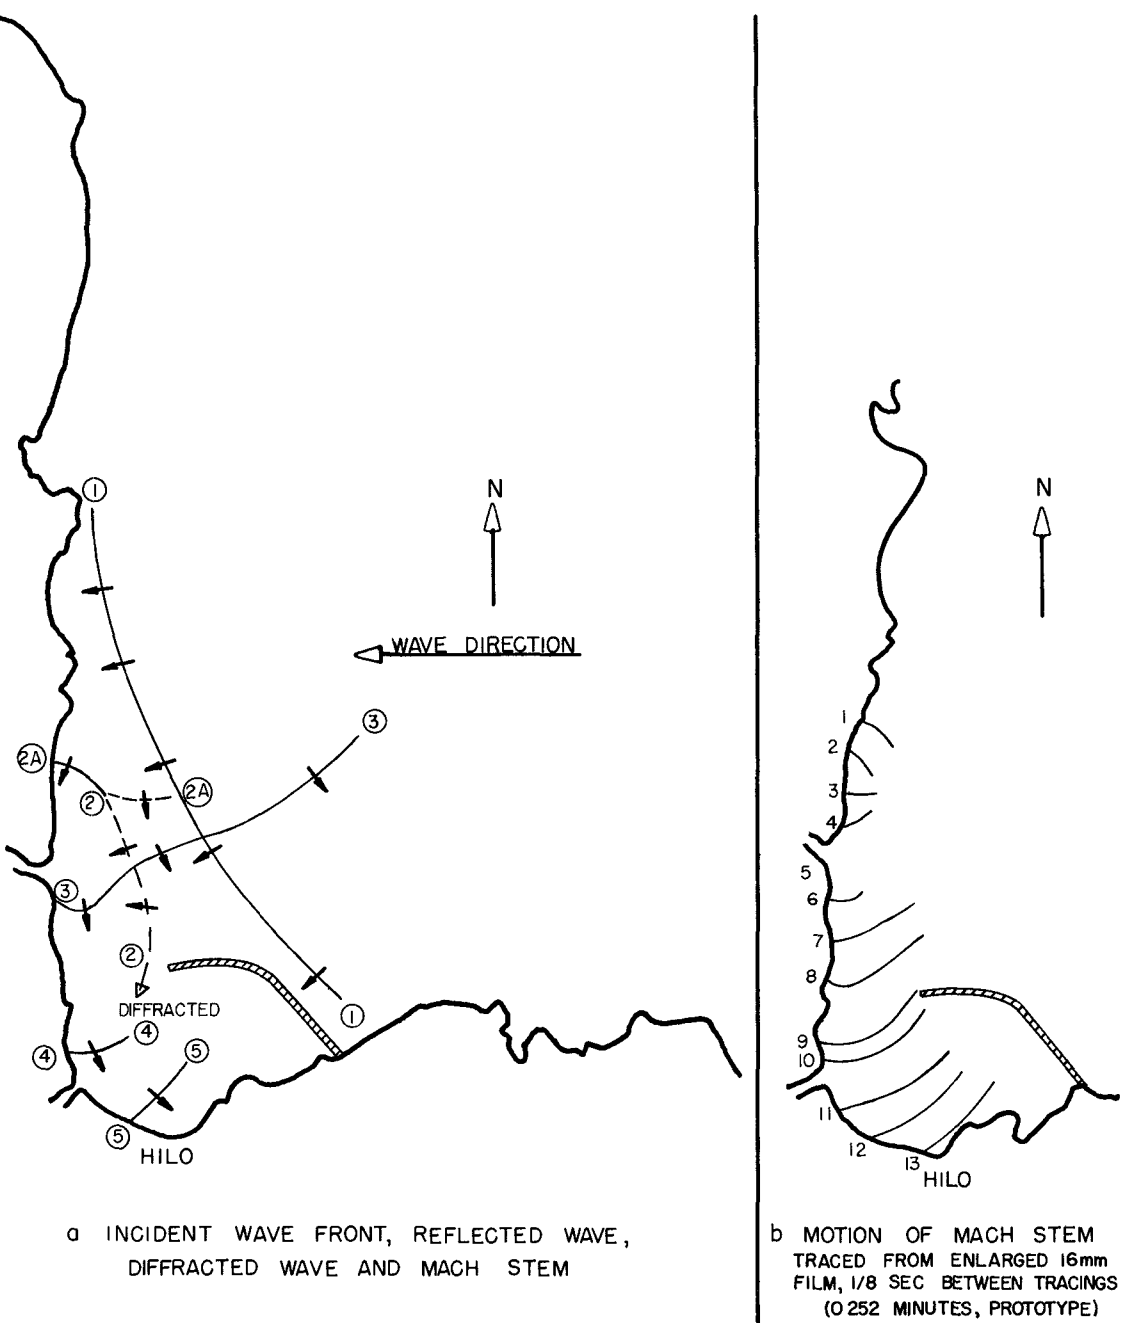 N
N
WAVE DIRECTION
1
3
2A
2
2A
3
2
DIFFRACTED
1
4
4
5
5
HILO
1
2
3
4
5
6
7
8
9
10
11
12
13
HILO
a INCIDENT WAVE FRONT, REFLECTED WAVE,
DIFFRACTED WAVE AND MACH STEM
b MOTION OF MACH STEM
TRACED FROM ENLARGED 16mm
FILM, 1/8 SEC BETWEEN TRACINGS
(0 252 MINUTES, PROTOTYPE)